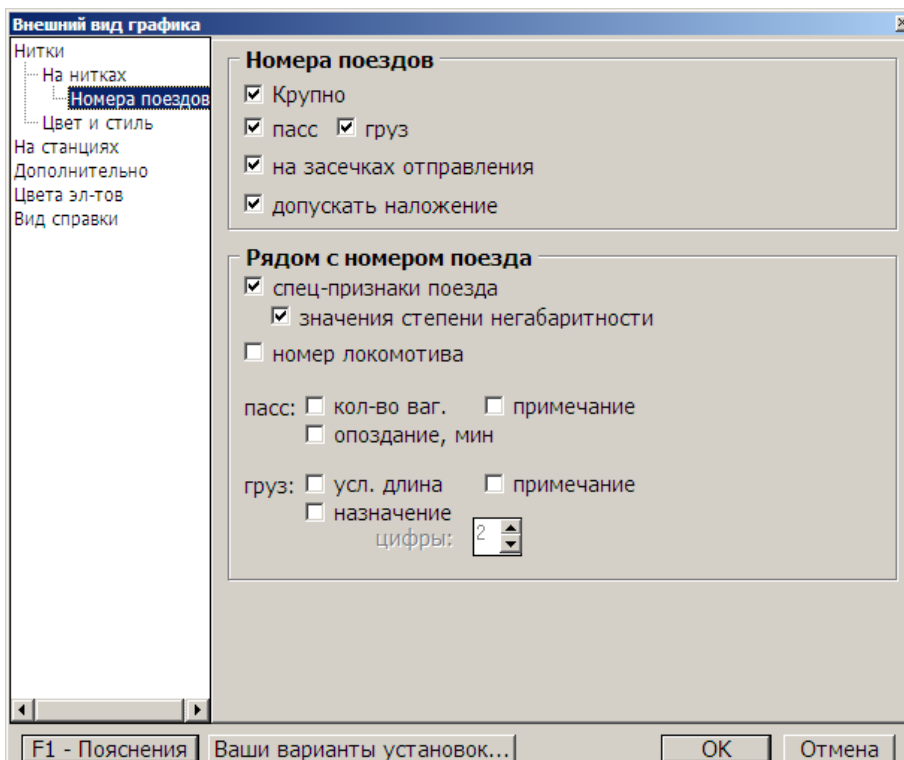 Внешний вид графика
Нитки
На нитках
Номера поездов
Цвет и стиль
На станциях
Дополнительно
Цвета эл-тов
Вид справки
Номера поездов
Крупно
пасс груз
на засечках отправления
допускать наложение
Рядом с номером поезда
спец-признаки поезда
значения степени негабаритности
номер локомотива
пасс: кол-во ваг. примечание
опоздание, мин
груз: усл. длина примечание
назначение
цифры: 2
F1 - Пояснения Ваши варианты установок... OK Отмена